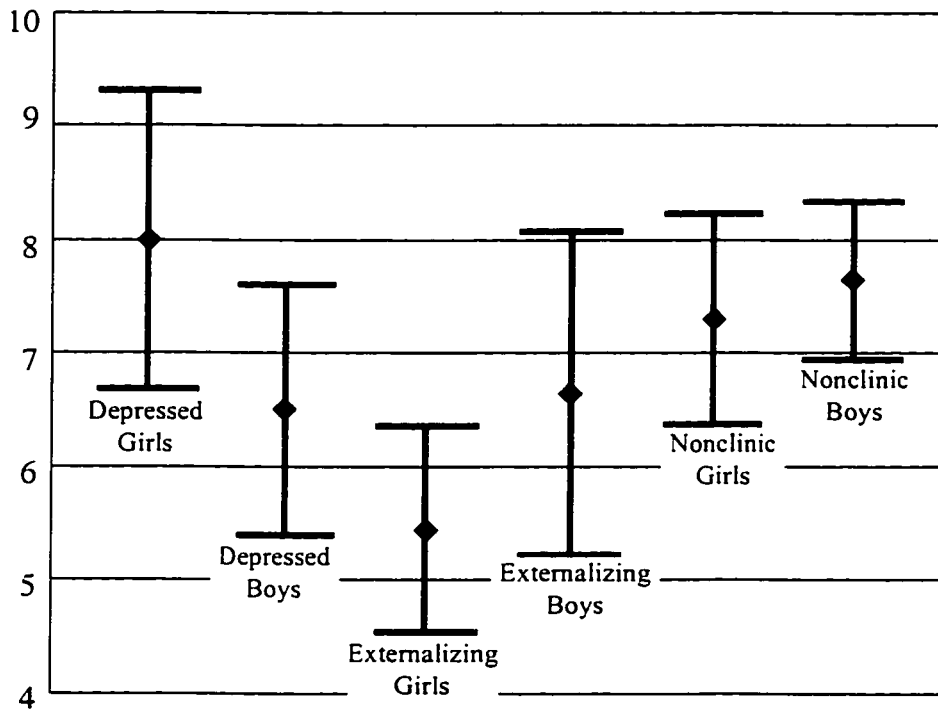 10
9
8
7
6
5
4
Depressed
Girls
Depressed
Boys
Externalizing
Girls
Externalizing
Boys
Nonclinic
Girls
Nonclinic
Boys